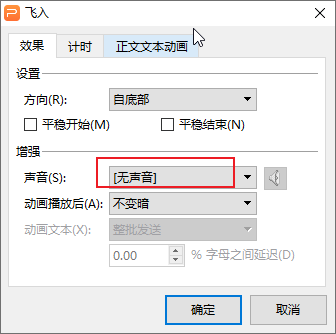 飞入
效果 计时 正文文本动画
设置
方向(R): 自底部
平稳开始(M) 平稳结束(N)
增强
声音(S): [无声音]
动画播放后(A): 不变暗
动画文本(X): 整批发送
0.00 % 字母之间延迟(D)
确定 取消